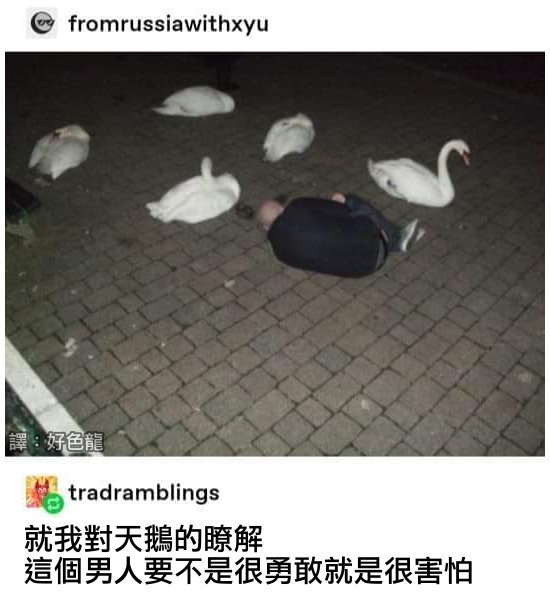 fromrussiawithxyu
譯：好色龍
tradramblings
就我對天鵝的瞭解
這個男人要不是很勇敢就是很害怕